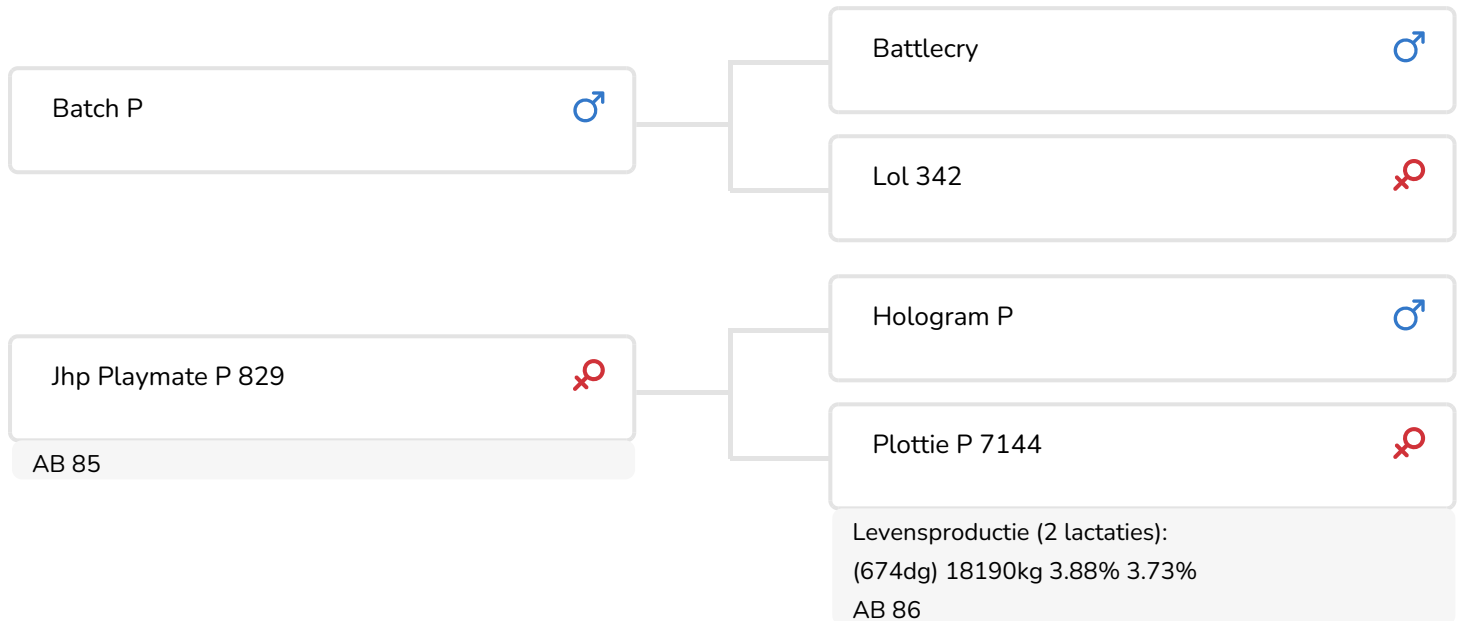 Battlecry
Batch P
Lol 342
Hologram P
Jhp Playmate P 829
AB 85
Plottie P 7144
Levensproductie (2 lactaties):
(674dg) 18190kg 3.88% 3.73%
AB 86